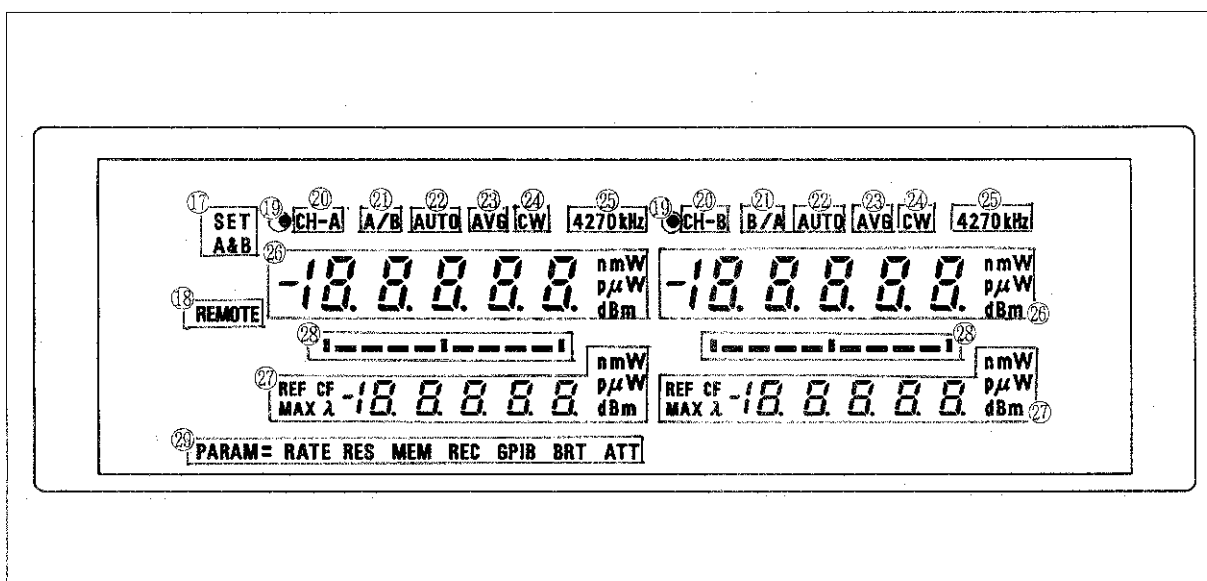 ⑰ ⑲ ⑳ ㉑ ㉒ ㉓ ㉔ ㉕ ⑲ ⑳ ㉑ ㉒ ㉓ ㉔ ㉕
SET ●CH-A A/B AUTO AVG CW 4270kHz ●CH-B B/A AUTO AVG CW 4270kHz
A&B
㉖ -18.8.8.8.8 nmW -18.8.8.8.8 nmW
pμW pμW
dBm dBm ㉖
⑱ REMOTE
㉘ ㉘
nmW nmW
㉗ REF CF -18.8.8.8.8. pμW REF CF -18.8.8.8.8. pμW
MAX λ dBm MAX λ dBm ㉗
㉙ PARAM= RATE RES MEM REC GPIB BRT ATT